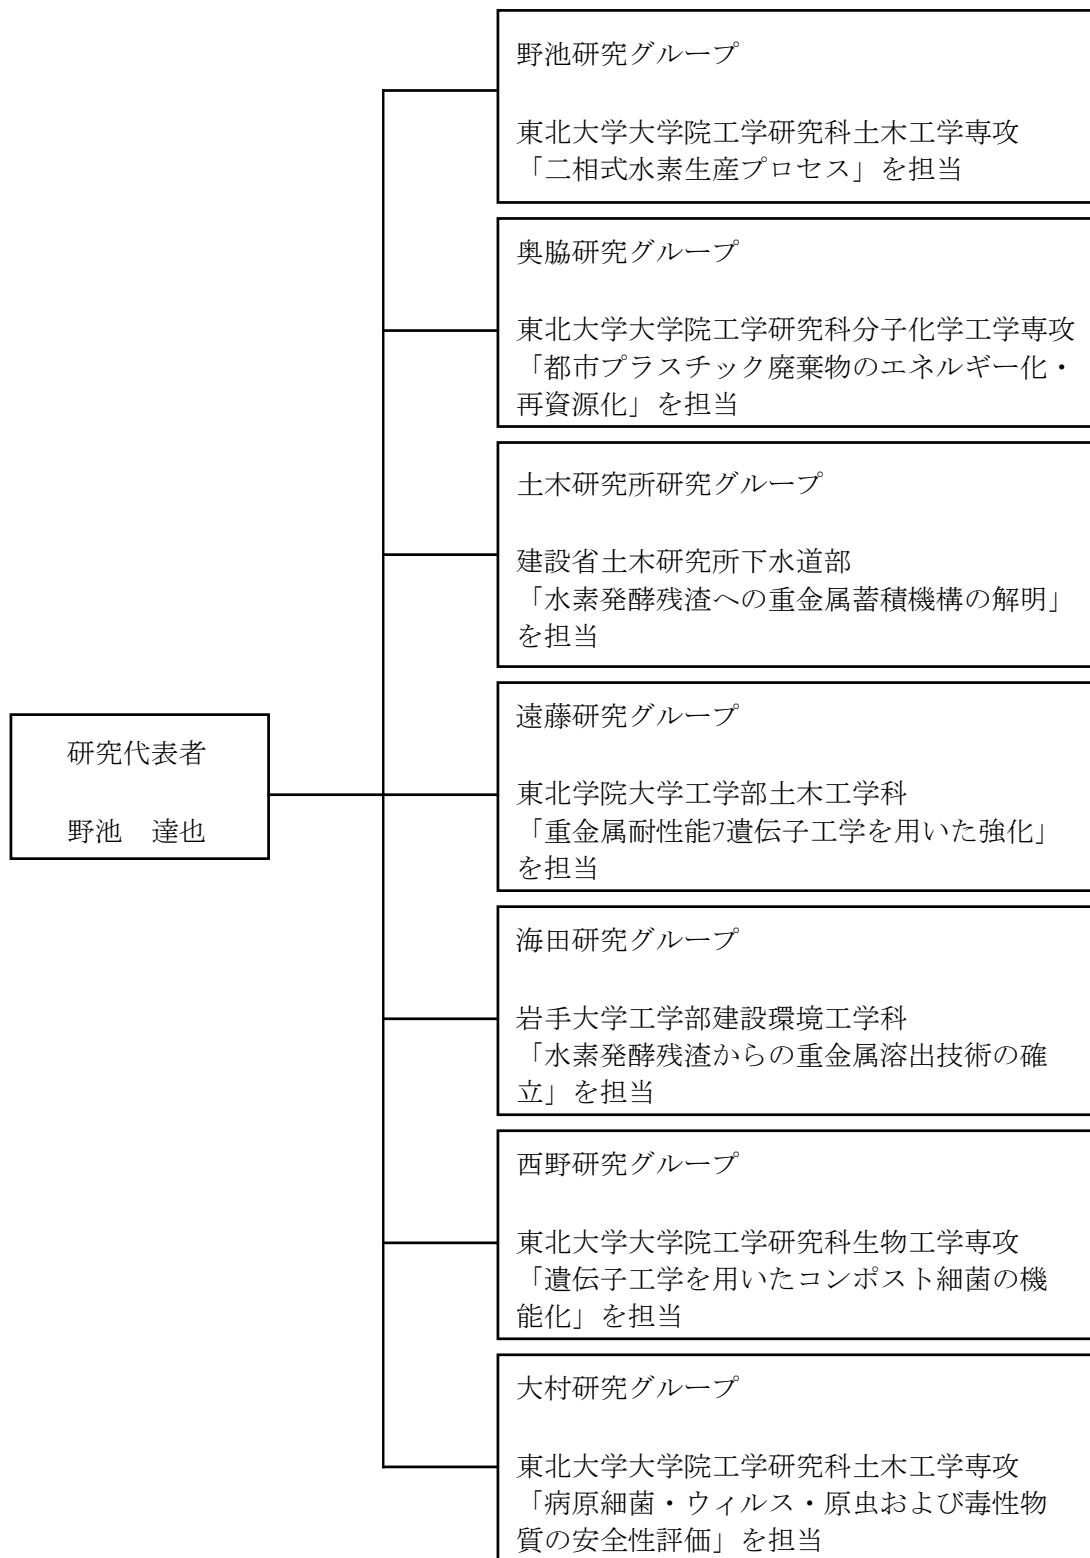 野池研究グループ
東北大学大学院工学研究科土木工学専攻
「二相式水素生産プロセス」を担当
奥脇研究グループ
東北大学大学院工学研究科分子化学工学専攻
「都市プラスチック廃棄物のエネルギー化・
再資源化」を担当
土木研究所研究グループ
建設省土木研究所下水道部
「水素発酵残渣への重金属蓄積機構の解明」
を担当
研究代表者
野池　達也
遠藤研究グループ
東北学院大学工学部土木工学科
「重金属耐性能ﾌ遺伝子工学を用いた強化」
を担当
海田研究グループ
岩手大学工学部建設環境工学科
「水素発酵残渣からの重金属溶出技術の確
立」を担当
西野研究グループ
東北大学大学院工学研究科生物工学専攻
「遺伝子工学を用いたコンポスト細菌の機
能化」を担当
大村研究グループ
東北大学大学院工学研究科土木工学専攻
「病原細菌・ウィルス・原虫および毒性物
質の安全性評価」を担当